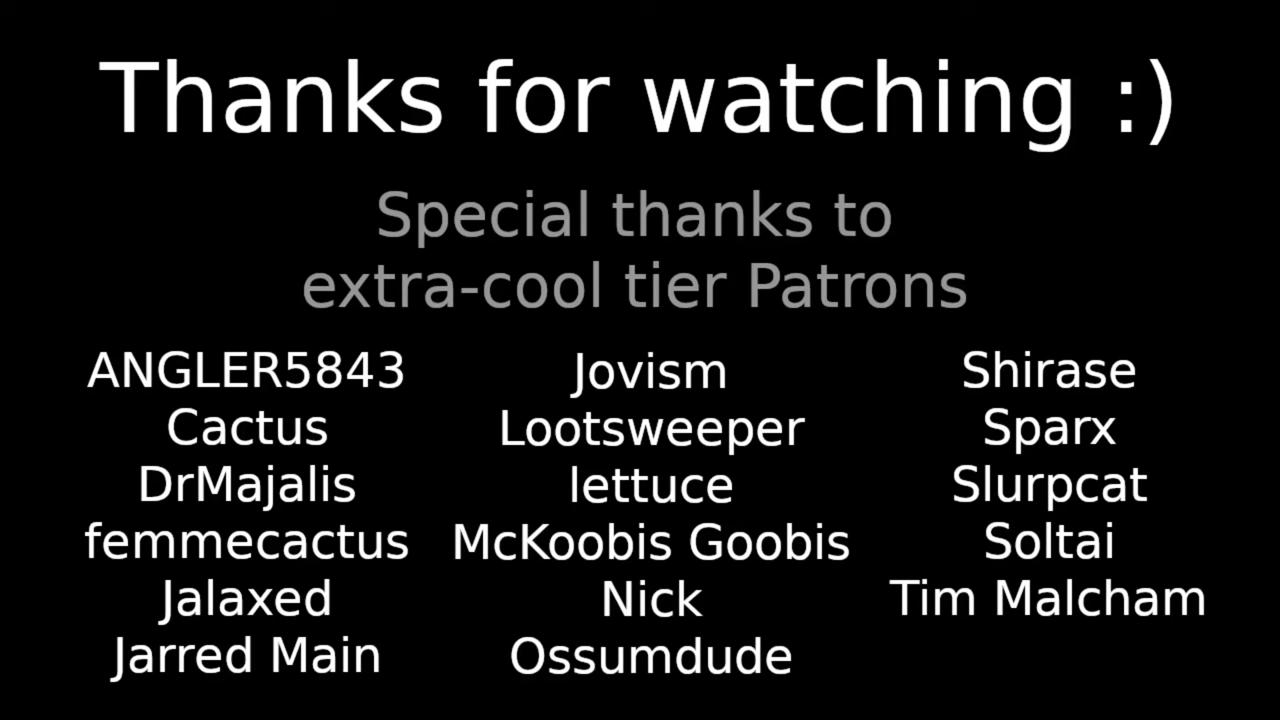 Thanks for watching :)
Special thanks to
extra-cool tier Patrons
ANGLER5843
Cactus
DrMajalis
femmecactus
Jalaxed
Jarred Main
Jovism
Lootsweeper
lettuce
McKoobis Goobis
Nick
Ossumdude
Shirase
Sparx
Slurpcat
Soltai
Tim Malcham